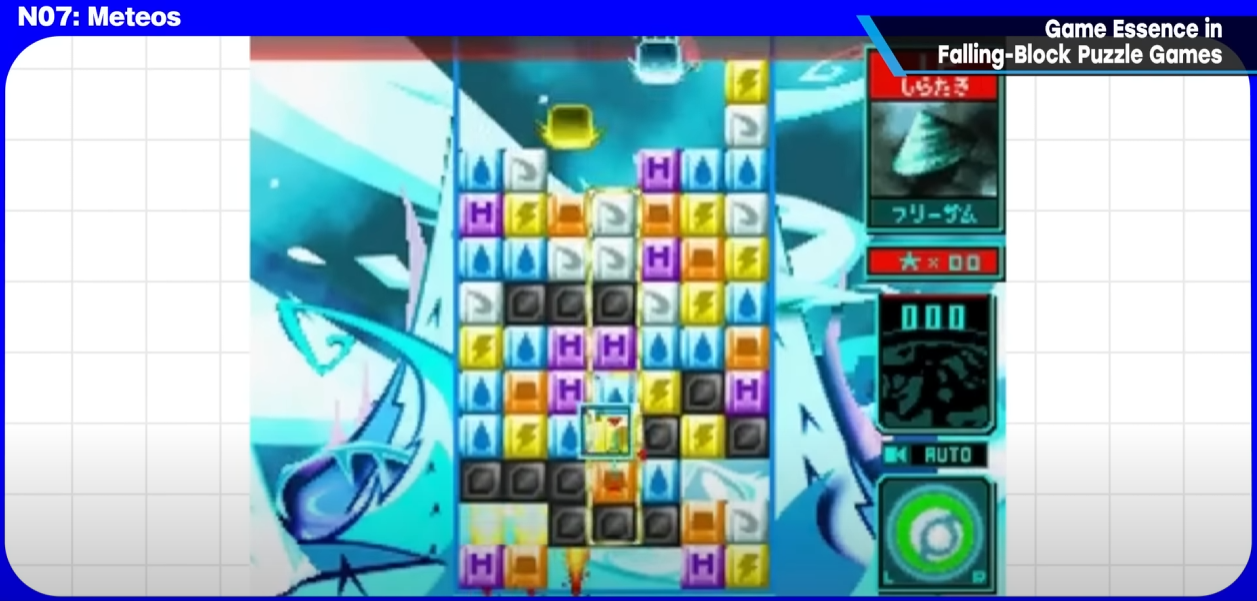 N07: Meteos
Game Essence in
Falling-Block Puzzle Games
しらたき
フリーザム
★×00
000
AUTO
L R
H
H
H
H H
H H
H H